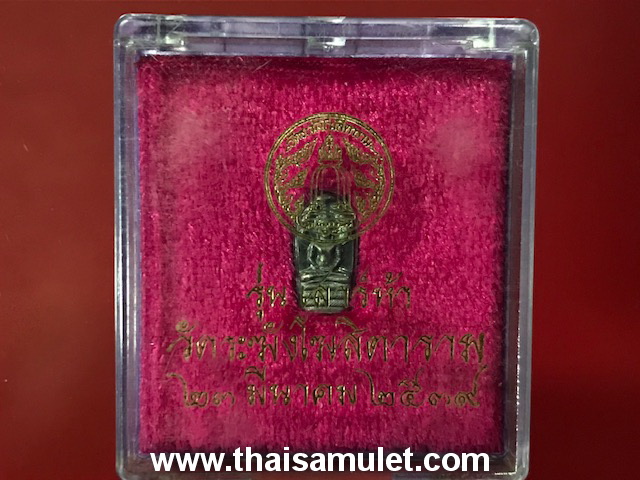 รุ่น เสาร์ห้า
วัดระฆังโฆสิตาราม
๒๓ มีนาคม ๒๕๓๙
www.thaisamulet.com